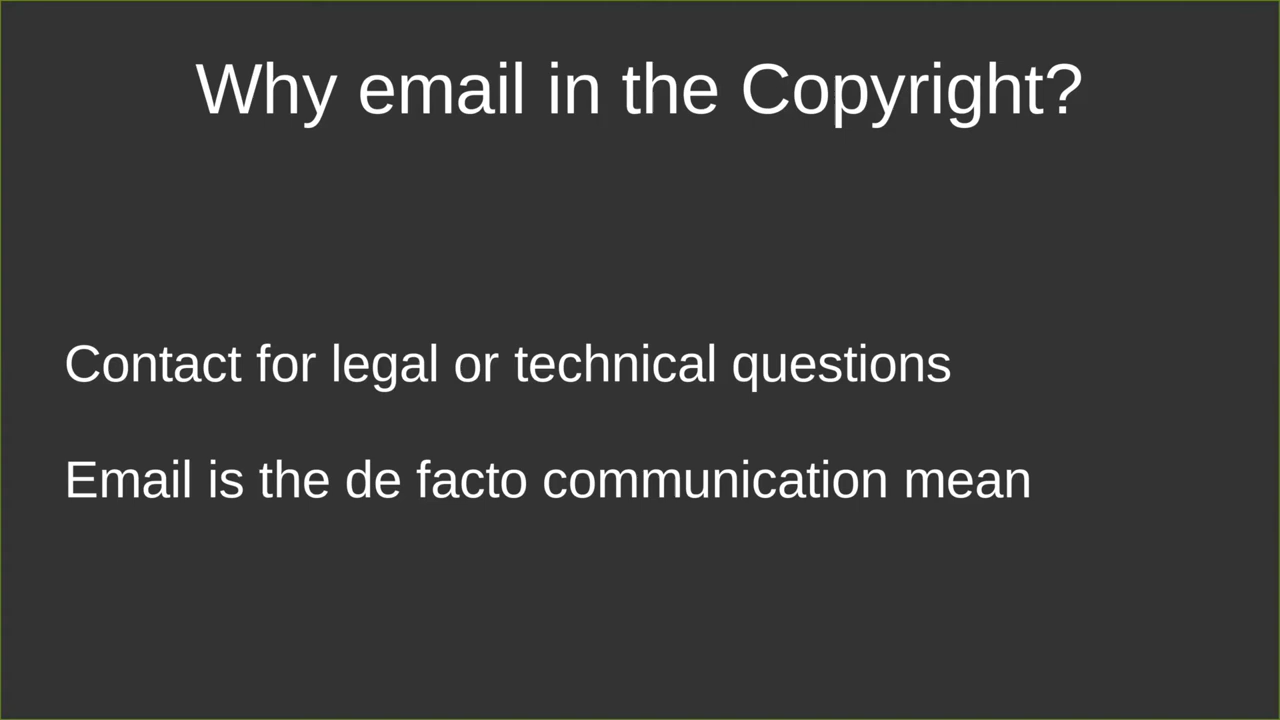 Why email in the Copyright?
Contact for legal or technical questions
Email is the de facto communication mean